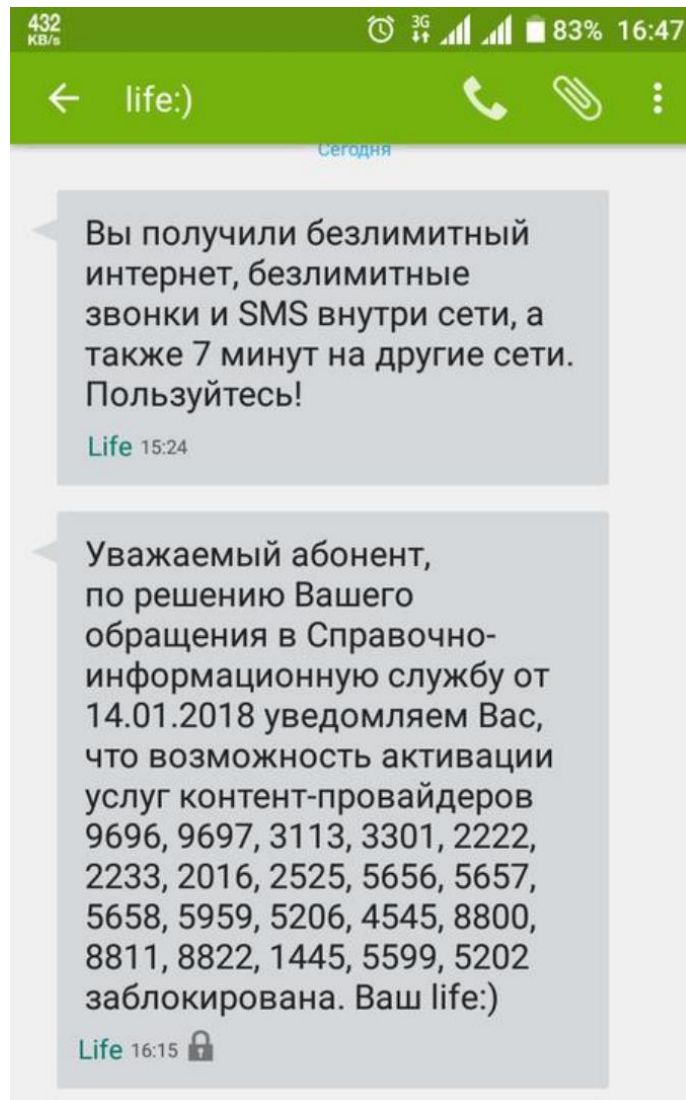 432
KB/s
3G
83% 16:47
life:)
Сегодня
Вы получили безлимитный
интернет, безлимитные
звонки и SMS внутри сети, а
также 7 минут на другие сети.
Пользуйтесь!
Life 15:24
Уважаемый абонент,
по решению Вашего
обращения в Справочно-
информационную службу от
14.01.2018 уведомляем Вас,
что возможность активации
услуг контент-провайдеров
9696, 9697, 3113, 3301, 2222,
2233, 2016, 2525, 5656, 5657,
5658, 5959, 5206, 4545, 8800,
8811, 8822, 1445, 5599, 5202
заблокирована. Ваш life:)
Life 16:15